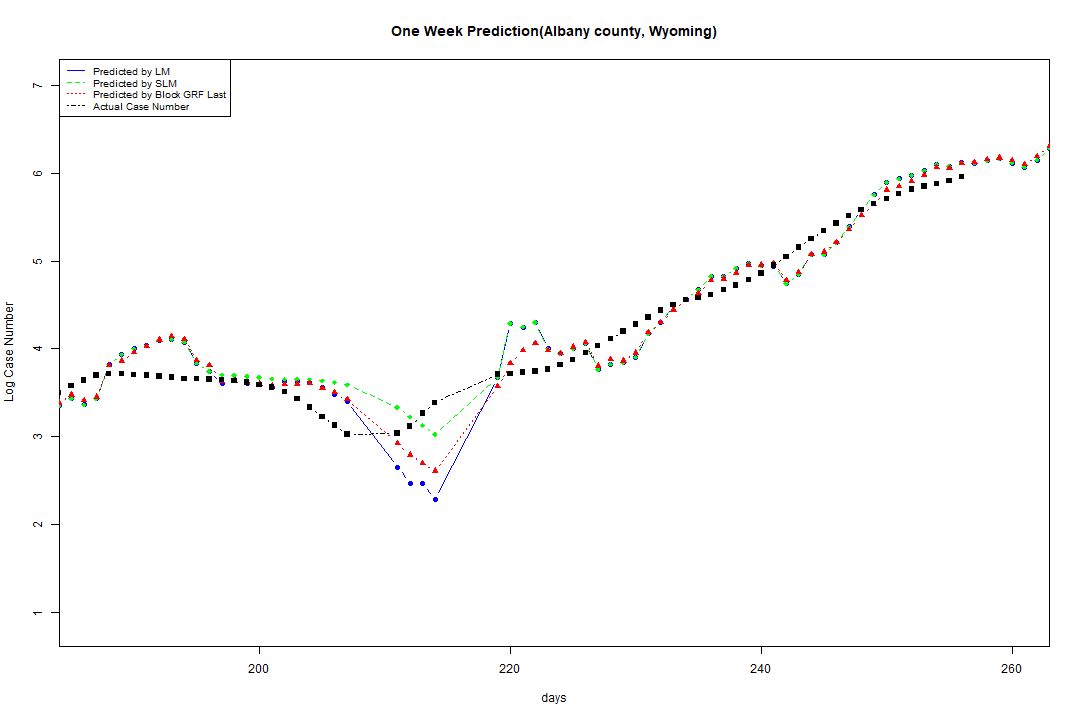 One Week Prediction(Albany county, Wyoming)
Predicted by LM
Predicted by SLM
Predicted by Block GRF Last
Actual Case Number
7
6
5
4
3
2
1
Log Case Number
200 220 240 260
days